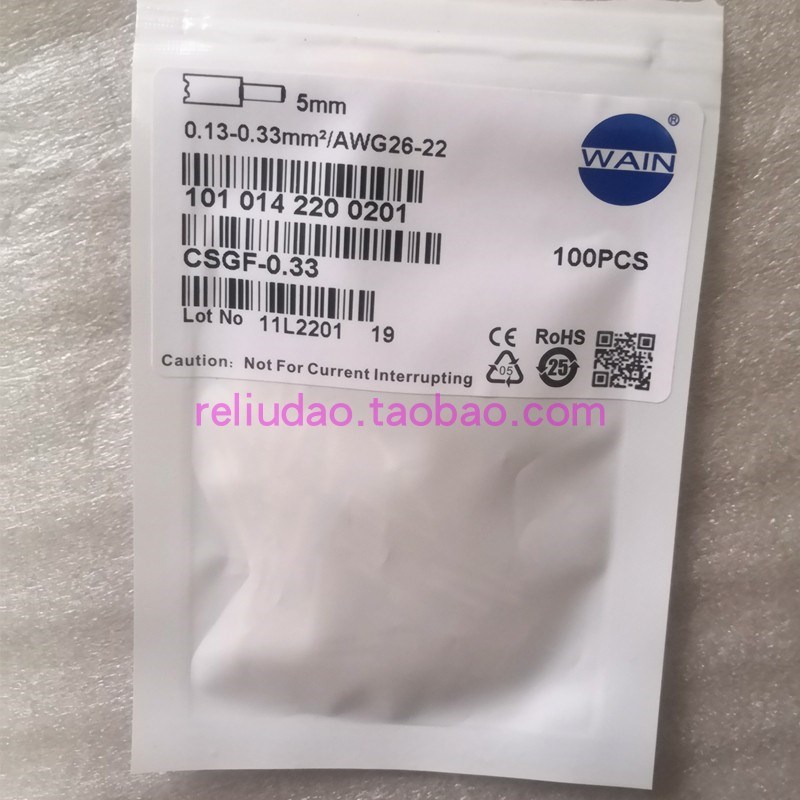 5mm
0.13-0.33mm²/AWG26-22
WAIN®
101 014 220 0201
CSGF-0.33
100PCS
Lot No 11L2201 19
CE RoHS
05 25
Caution: Not For Current Interrupting
reliudao.taobao.com